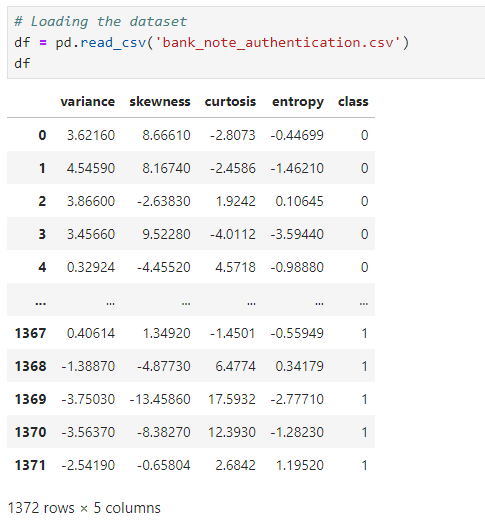 # Loading the dataset
df = pd.read_csv('bank_note_authentication.csv')
df
variance skewness curtosis entropy class
0 3.62160 8.66610 -2.8073 -0.44699 0
1 4.54590 8.16740 -2.4586 -1.46210 0
2 3.86600 -2.63830 1.9242 0.10645 0
3 3.45660 9.52280 -4.0112 -3.59440 0
4 0.32924 -4.45520 4.5718 -0.98880 0
... ... ... ... ... ...
1367 0.40614 1.34920 -1.4501 -0.55949 1
1368 -1.38870 -4.87730 6.4774 0.34179 1
1369 -3.75030 -13.45860 17.5932 -2.77710 1
1370 -3.56370 -8.38270 12.3930 -1.28230 1
1371 -2.54190 -0.65804 2.6842 1.19520 1
1372 rows × 5 columns